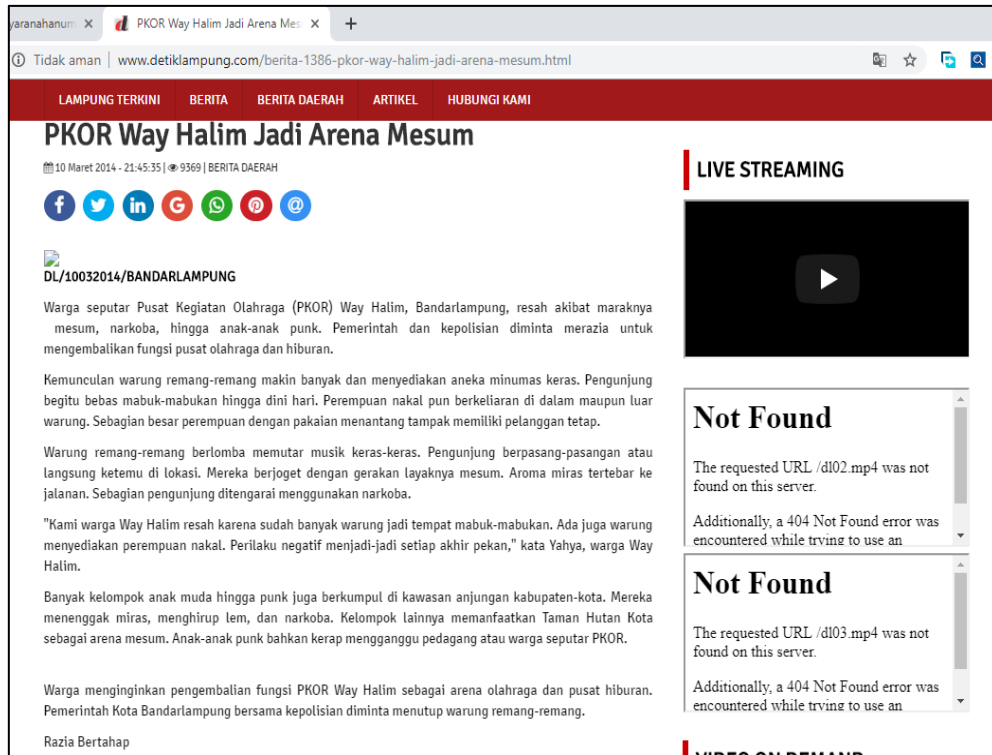 yaranahanum
PKOR Way Halim Jadi Arena Mes
Tidak aman | www.detiklampung.com/berita-1386-pkor-way-halim-jadi-arena-mesum.html
LAMPUNG TERKINI BERITA BERITA DAERAH ARTIKEL HUBUNGI KAMI
PKOR Way Halim Jadi Arena Mesum
10 Maret 2014 - 21:45:35 | 9369 | BERITA DAERAH
DL/10032014/BANDARLAMPUNG
Warga seputar Pusat Kegiatan Olahraga (PKOR) Way Halim, Bandarlampung, resah akibat maraknya
mesum, narkoba, hingga anak-anak punk. Pemerintah dan kepolisian diminta merazia untuk
mengembalikan fungsi pusat olahraga dan hiburan.
Kemunculan warung remang-remang makin banyak dan menyediakan aneka minumas keras. Pengunjung
begitu bebas mabuk-mabukan hingga dini hari. Perempuan nakal pun berkeliaran di dalam maupun luar
warung. Sebagian besar perempuan dengan pakaian menantang tampak memiliki pelanggan tetap.
Warung remang-remang berlomba memutar musik keras-keras. Pengunjung berpasang-pasangan atau
langsung ketemu di lokasi. Mereka berjoget dengan gerakan layaknya mesum. Aroma miras tertebar ke
jalanan. Sebagian pengunjung ditengarai menggunakan narkoba.
"Kami warga Way Halim resah karena sudah banyak warung jadi tempat mabuk-mabukan. Ada juga warung
menyediakan perempuan nakal. Perilaku negatif menjadi-jadi setiap akhir pekan," kata Yahya, warga Way
Halim.
Banyak kelompok anak muda hingga punk juga berkumpul di kawasan anjungan kabupaten-kota. Mereka
menenggak miras, menghirup lem, dan narkoba. Kelompok lainnya memanfaatkan Taman Hutan Kota
sebagai arena mesum. Anak-anak punk bahkan kerap mengganggu pedagang atau warga seputar PKOR.
Warga menginginkan pengembalian fungsi PKOR Way Halim sebagai arena olahraga dan pusat hiburan.
Pemerintah Kota Bandarlampung bersama kepolisian diminta menutup warung remang-remang.
Razia Bertahap
LIVE STREAMING
Not Found
The requested URL /dl02.mp4 was not
found on this server.
Additionally, a 404 Not Found error was
encountered while trying to use an
Not Found
The requested URL /dl03.mp4 was not
found on this server.
Additionally, a 404 Not Found error was
encountered while trying to use an
VIDEO ON DEMAND